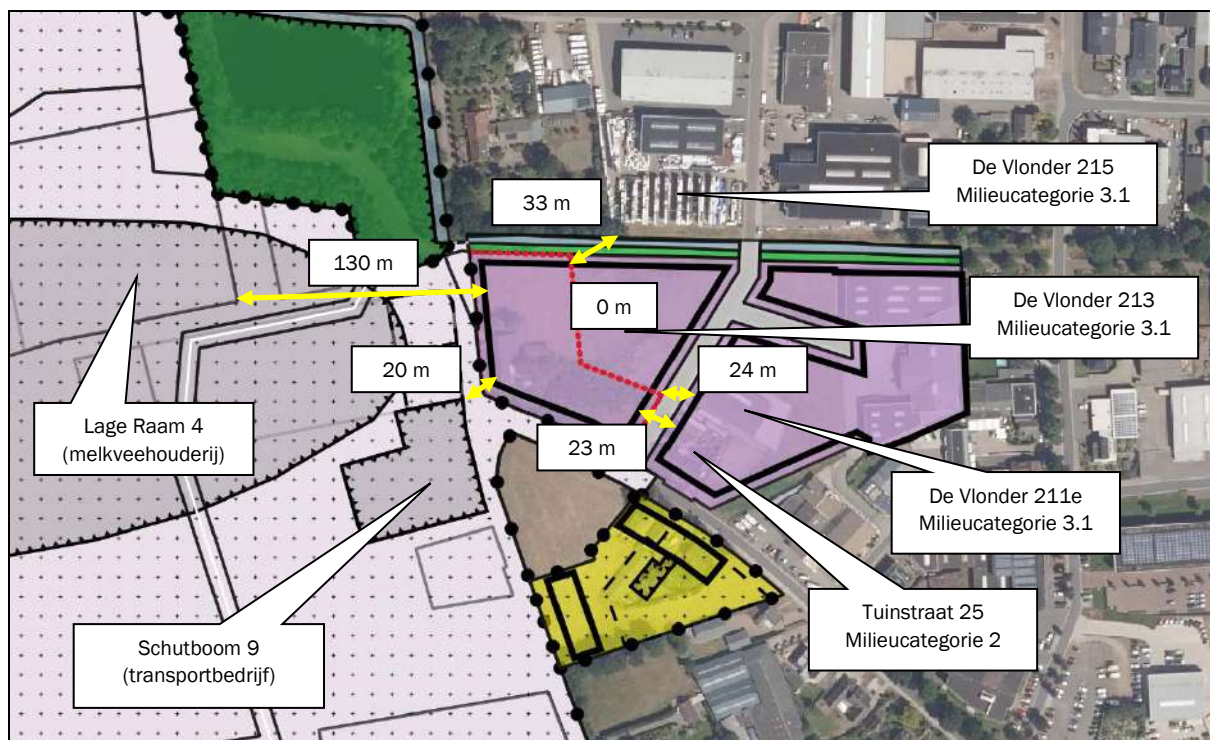 De Vlonder 215
Milieucategorie 3.1
33 m
130 m
0 m
De Vlonder 213
Milieucategorie 3.1
20 m
24 m
Lage Raam 4
(melkveehouderij)
23 m
De Vlonder 211e
Milieucategorie 3.1
Tuinstraat 25
Milieucategorie 2
Schutboom 9
(transportbedrijf)